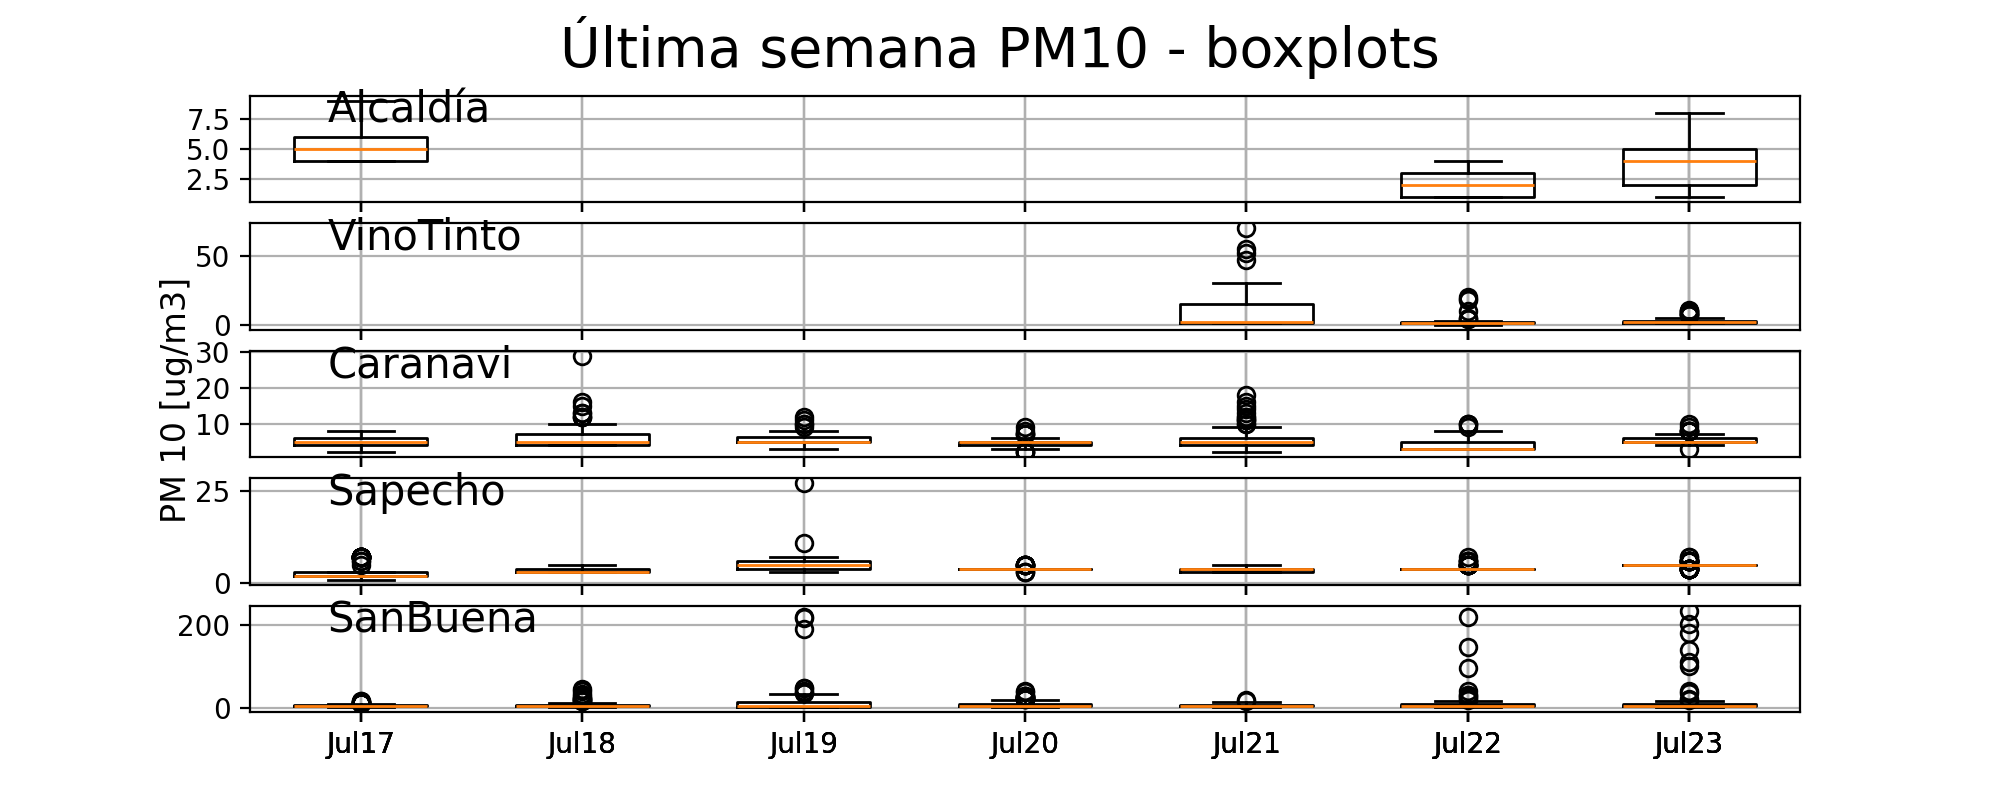 Última semana PM10 - boxplots
PM 10 [ug/m3]
Alcaldía
7.5
5.0
2.5
VinoTinto
50
0
Caranavi
30
20
10
Sapecho
25
0
SanBuena
200
0
Jul17 Jul18 Jul19 Jul20 Jul21 Jul22 Jul23